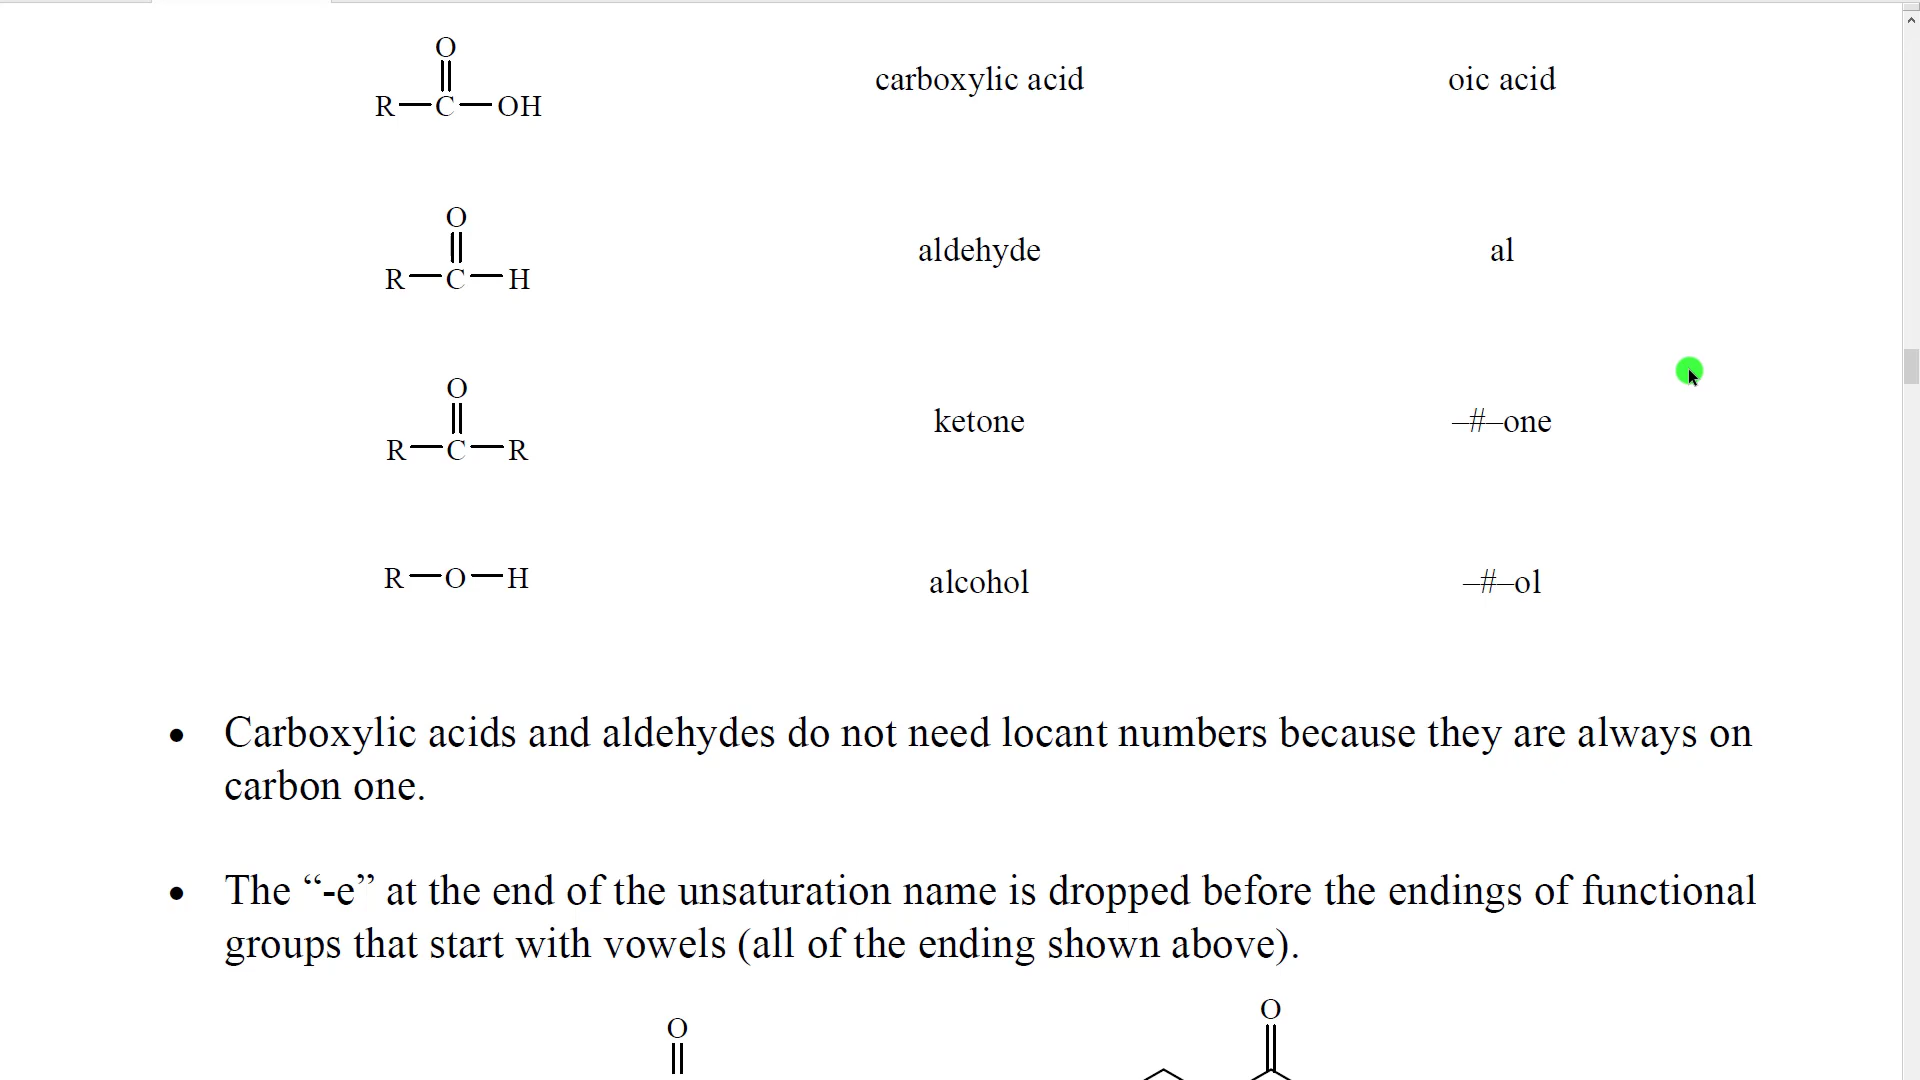 O
R—C—OH
carboxylic acid
oic acid
O
R—C—H
aldehyde
al
O
R—C—R
ketone
–#–one
R—O—H
alcohol
–#–ol
• Carboxylic acids and aldehydes do not need locant numbers because they are always on
carbon one.
• The “-e” at the end of the unsaturation name is dropped before the endings of functional
groups that start with vowels (all of the ending shown above).
O
O